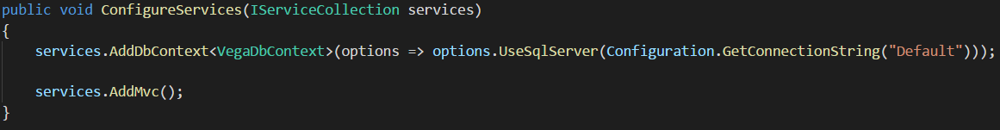 public void ConfigureServices(IServiceCollection services)
{
    services.AddDbContext<VegaDbContext>(options => options.UseSqlServer(Configuration.GetConnectionString("Default")));
    services.AddMvc();
}